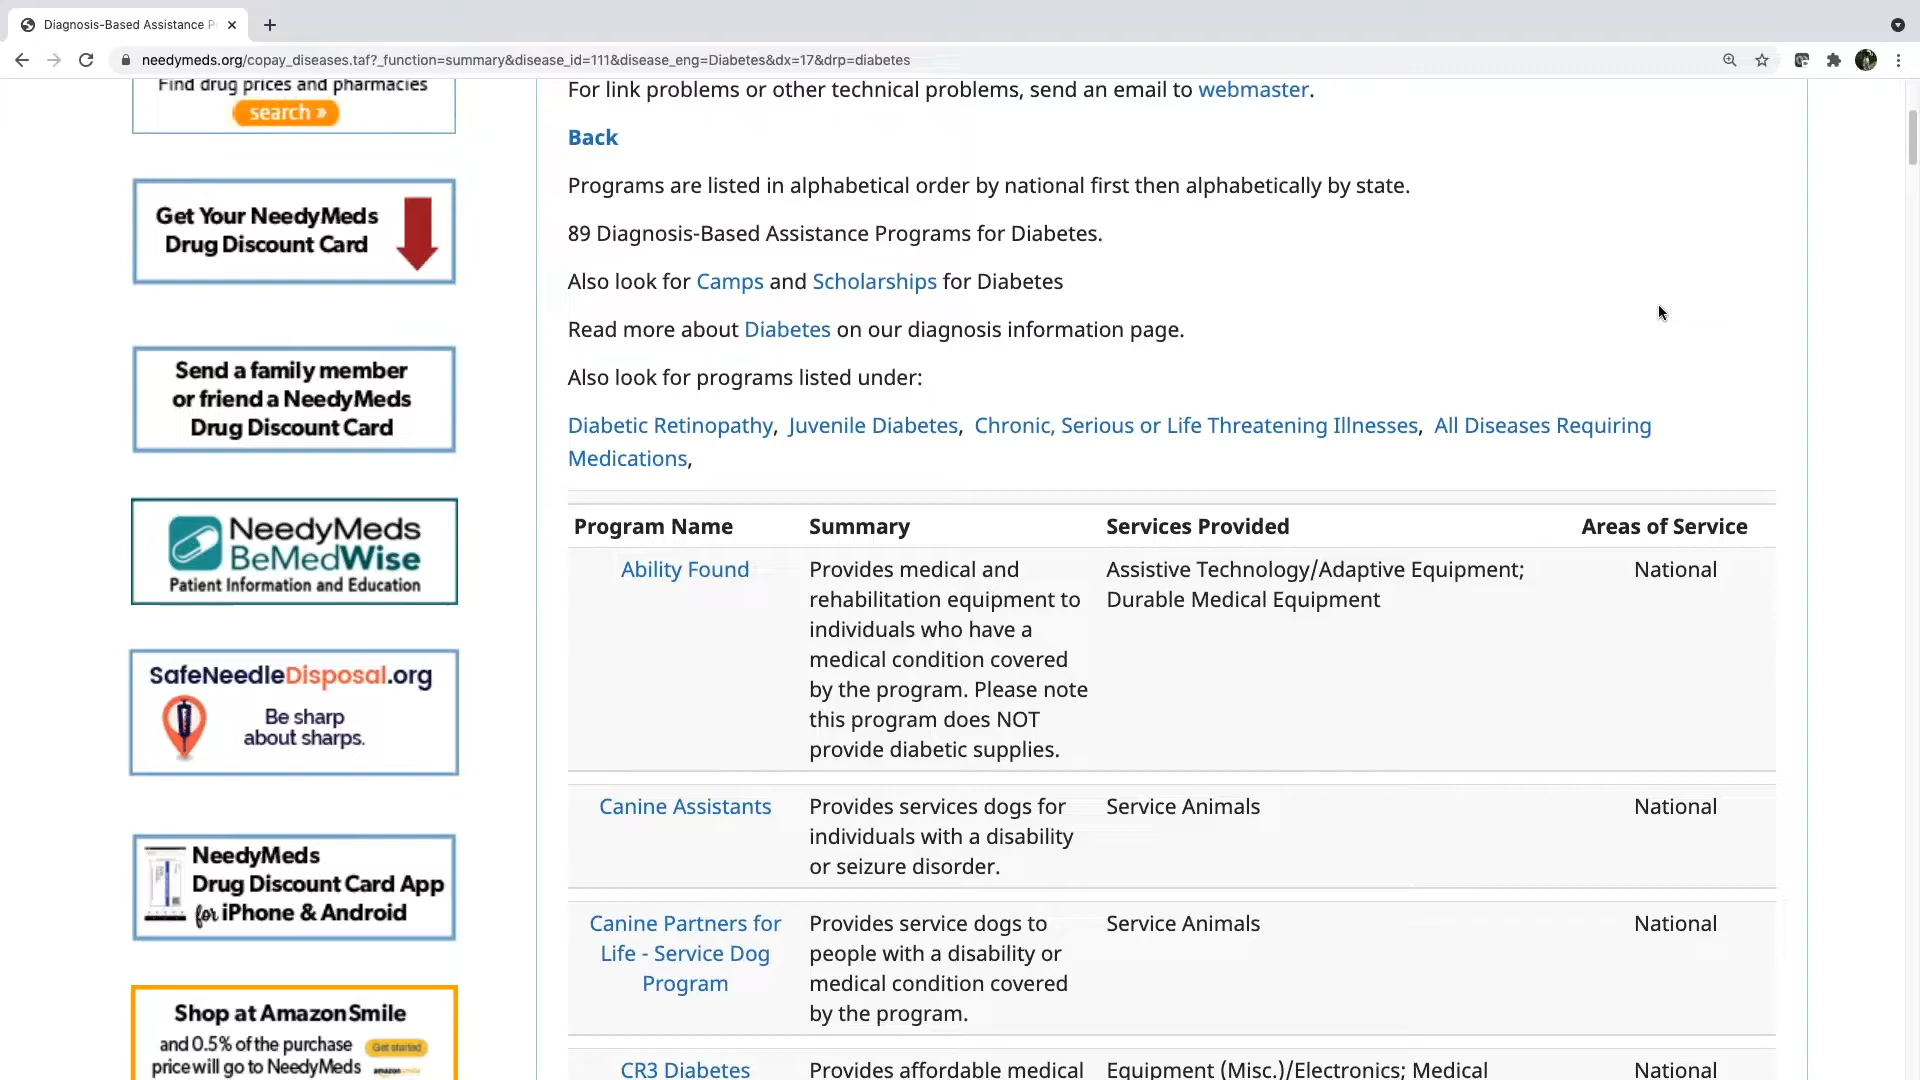 Diagnosis-Based Assistance P
needymeds.org/copay_diseases.taf?_function=summary&disease_id=111&disease_eng=Diabetes&dx=17&drp=diabetes
Find drug prices and pharmacies
search »
Get Your NeedyMeds
Drug Discount Card
Send a family member
or friend a NeedyMeds
Drug Discount Card
NeedyMeds
BeMedWise
Patient Information and Education
SafeNeedleDisposal.org
Be sharp
about sharps.
NeedyMeds
Drug Discount Card App
for iPhone & Android
Shop at AmazonSmile
and 0.5% of the purchase
Get started
price will go to NeedyMeds
amazonsmile
For link problems or other technical problems, send an email to webmaster.
Back
Programs are listed in alphabetical order by national first then alphabetically by state.
89 Diagnosis-Based Assistance Programs for Diabetes.
Also look for Camps and Scholarships for Diabetes
Read more about Diabetes on our diagnosis information page.
Also look for programs listed under:
Diabetic Retinopathy, Juvenile Diabetes, Chronic, Serious or Life Threatening Illnesses, All Diseases Requiring
Medications,
Program Name Summary Services Provided Areas of Service
Ability Found Provides medical and Assistive Technology/Adaptive Equipment; National
rehabilitation equipment to Durable Medical Equipment
individuals who have a
medical condition covered
by the program. Please note
this program does NOT
provide diabetic supplies.
Canine Assistants Provides services dogs for Service Animals National
individuals with a disability
or seizure disorder.
Canine Partners for Provides service dogs to Service Animals National
Life - Service Dog people with a disability or
Program medical condition covered
by the program.
CR3 Diabetes Provides affordable medical Equipment (Misc.)/Electronics; Medical National